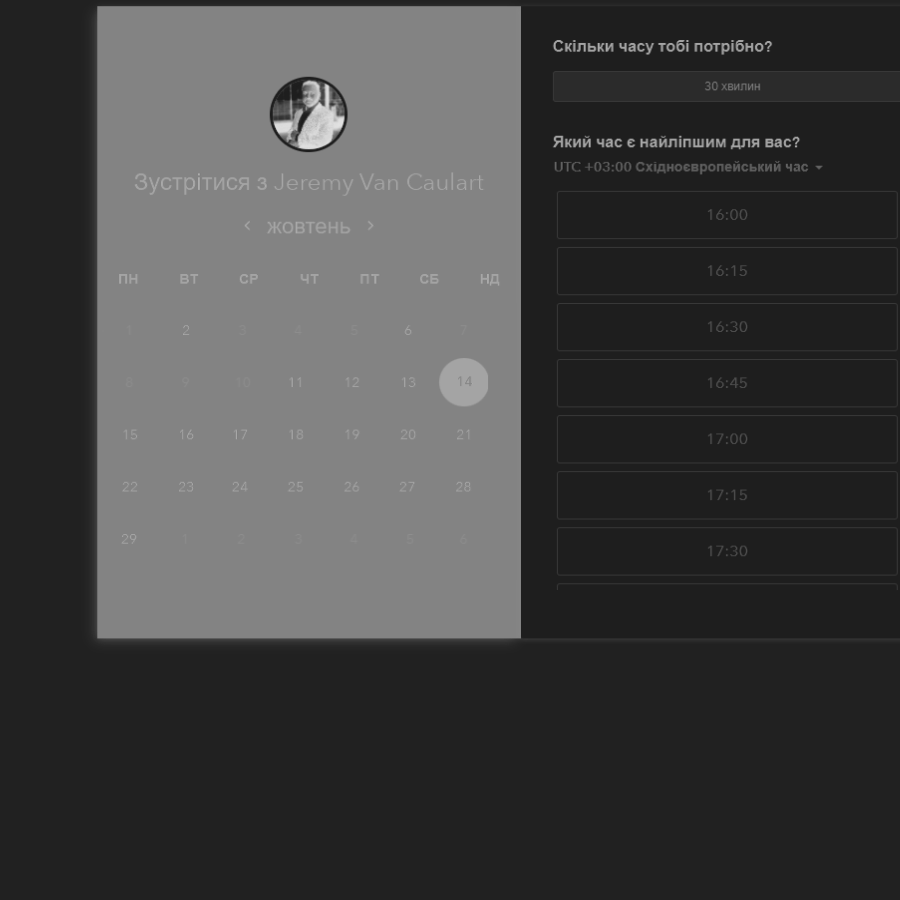 Зустрітися з Jeremy Van Caulart
жовтень
ПН ВТ СР ЧТ ПТ СБ НД
1 2 3 4 5 6 7
8 9 10 11 12 13 14
15 16 17 18 19 20 21
22 23 24 25 26 27 28
29 1 2 3 4 5 6
Скільки часу тобі потрібно?
30 хвилин
Який час є найліпшим для вас?
UTC +03:00 Східноєвропейський час
16:00
16:15
16:30
16:45
17:00
17:15
17:30